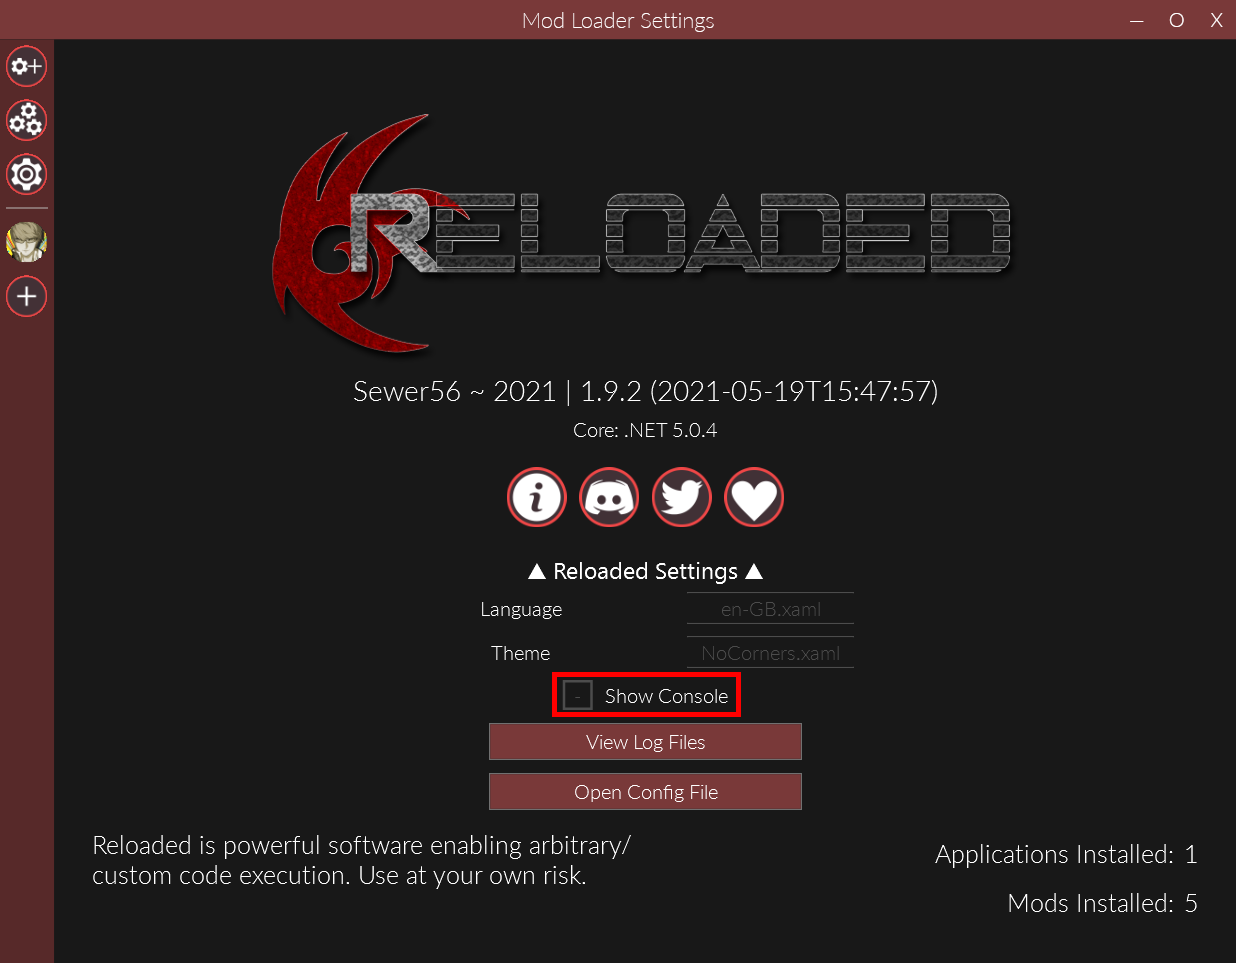 Mod Loader Settings
RELOADED
Sewer56 ~ 2021 | 1.9.2 (2021-05-19T15:47:57)
Core: .NET 5.0.4
▲ Reloaded Settings ▲
Language en-GB.xaml
Theme NoCorners.xaml
- Show Console
View Log Files
Open Config File
Reloaded is powerful software enabling arbitrary/
custom code execution. Use at your own risk.
Applications Installed: 1
Mods Installed: 5